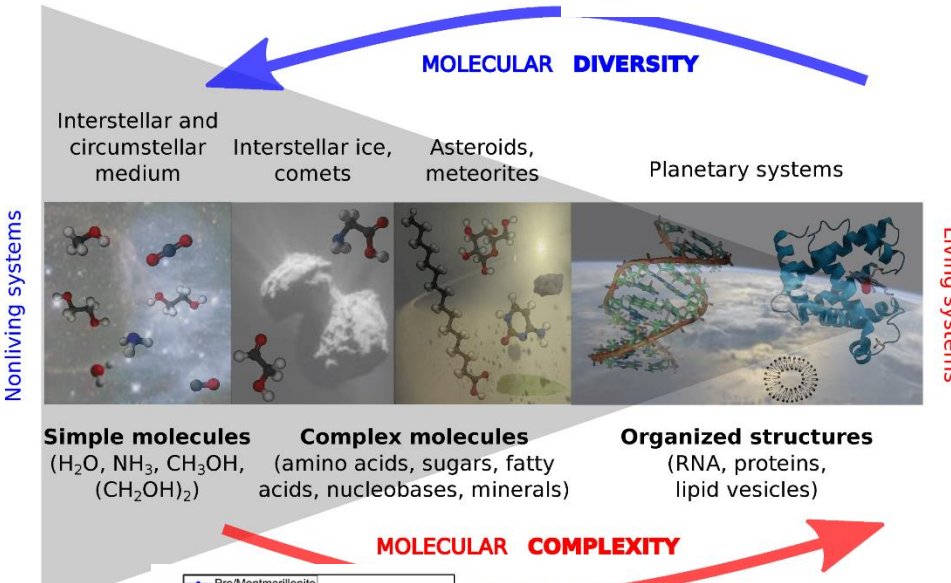 MOLECULAR DIVERSITY
Interstellar and
circumstellar
medium
Interstellar ice,
comets
Asteroids,
meteorites
Planetary systems
Nonliving systems
Living systems
Simple molecules
(H₂O, NH₃, CH₃OH,
(CH₂OH)₂)
Complex molecules
(amino acids, sugars, fatty
acids, nucleobases, minerals)
Organized structures
(RNA, proteins,
lipid vesicles)
MOLECULAR COMPLEXITY